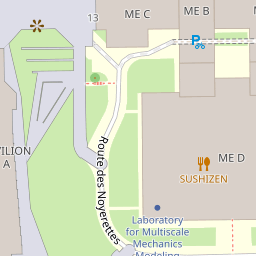 13
ME C
ME B
VILION
A
Route des Noyerettes
ME D
SUSHIZEN
Laboratory
for Multiscale
Mechanics
Modeling